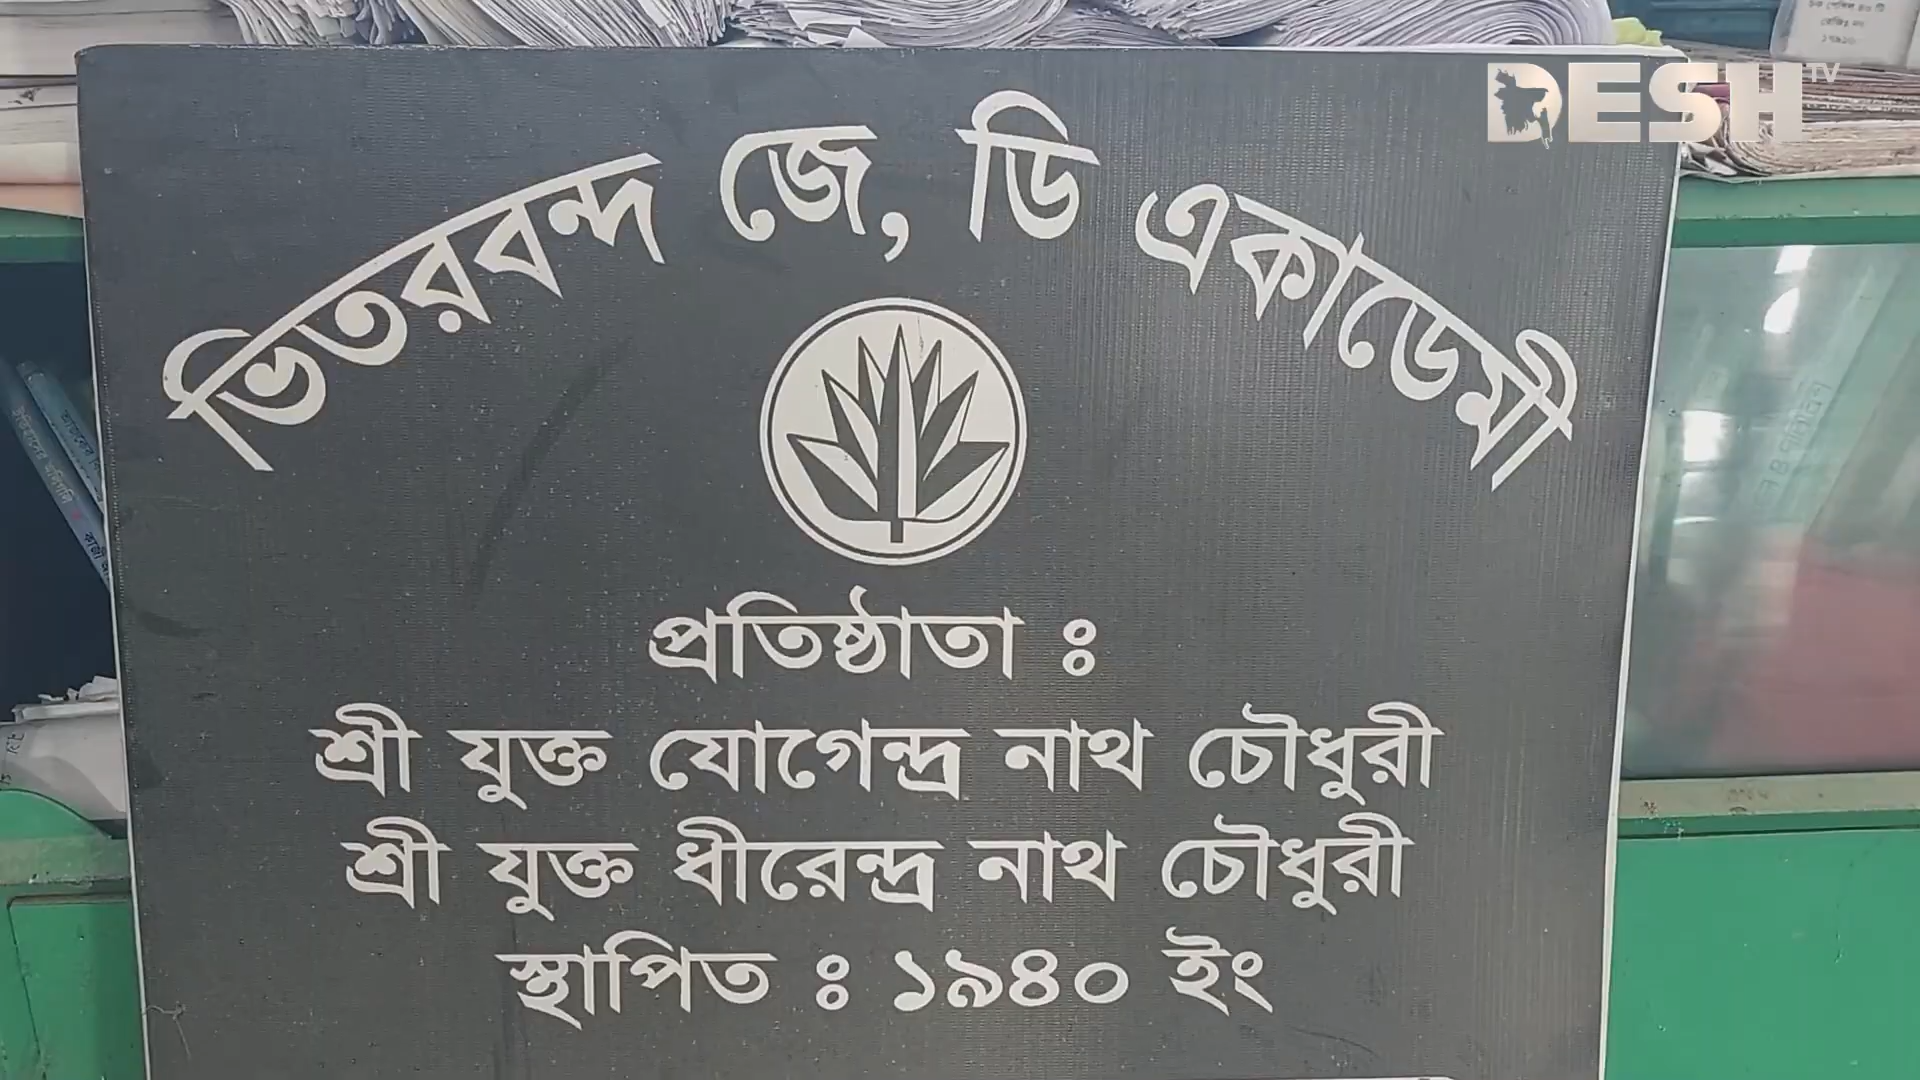 DESH TV
ভিতরবন্দ জে, ডি একাডেমী
প্রতিষ্ঠাতা ঃ
শ্রী যুক্ত যোগেন্দ্র নাথ চৌধুরী
শ্রী যুক্ত ধীরেন্দ্র নাথ চৌধুরী
স্থাপিত ঃ ১৯৪০ ইং